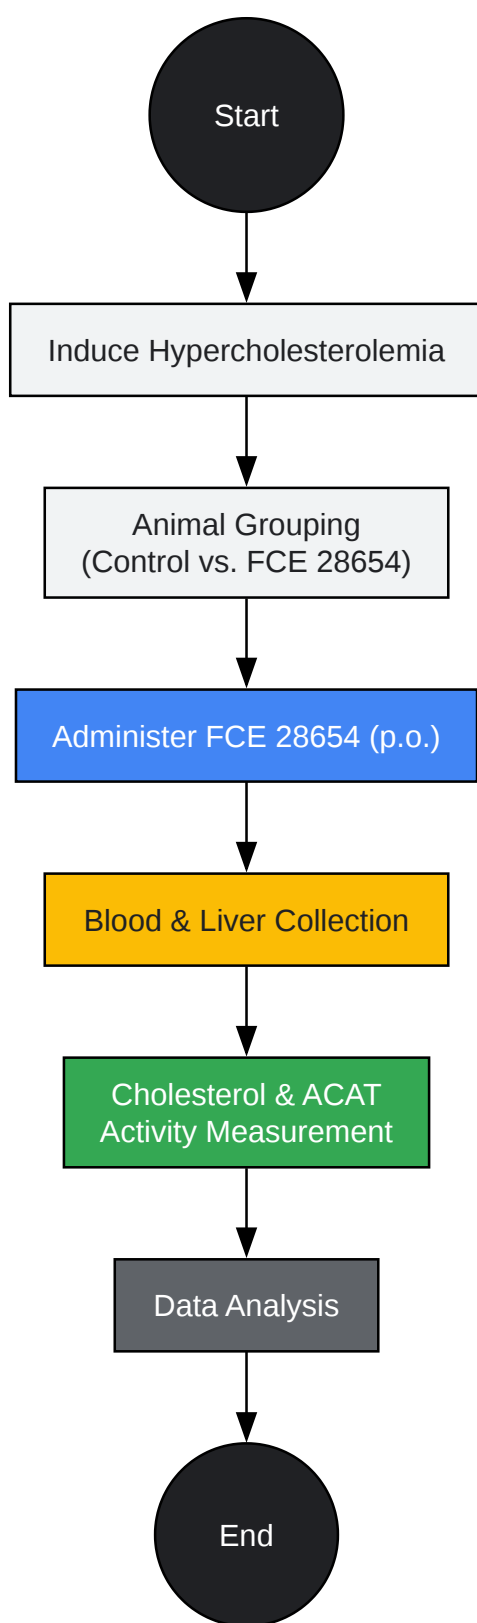 Start
Induce Hypercholesterolemia
Animal Grouping
(Control vs. FCE 28654)
Administer FCE 28654 (p.o.)
Blood & Liver Collection
Cholesterol & ACAT
Activity Measurement
Data Analysis
End